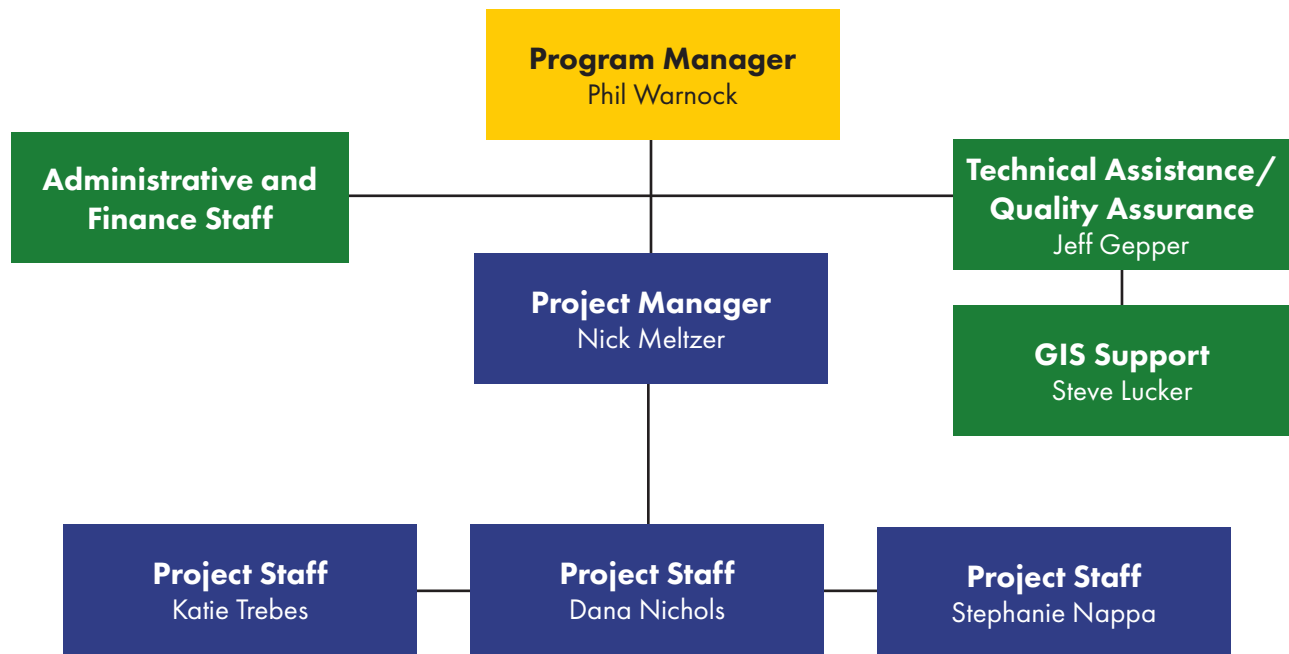 Program Manager
Phil Warnock
Administrative and
Finance Staff
Technical Assistance/
Quality Assurance
Jeff Gepper
Project Manager
Nick Meltzer
GIS Support
Steve Lucker
Project Staff
Katie Trebes
Project Staff
Dana Nichols
Project Staff
Stephanie Nappa